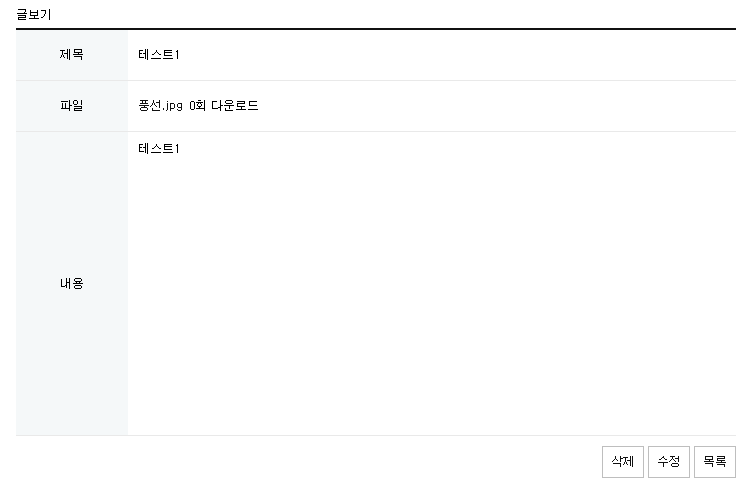 글보기
제목 테스트1
파일 풍선.jpg 0회 다운로드
테스트1
내용
삭제 수정 목록